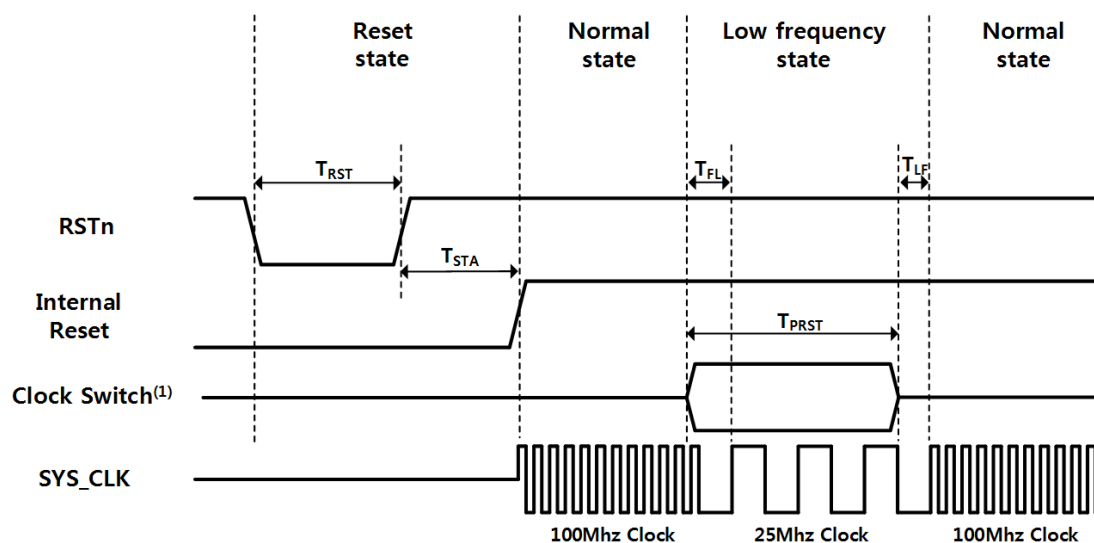 Reset
state
Normal
state
Low frequency
state
Normal
state
TRST
TFL
TLF
RSTn
TSTA
Internal
Reset
TPRST
Clock Switch(1)
SYS_CLK
100Mhz Clock
25Mhz Clock
100Mhz Clock